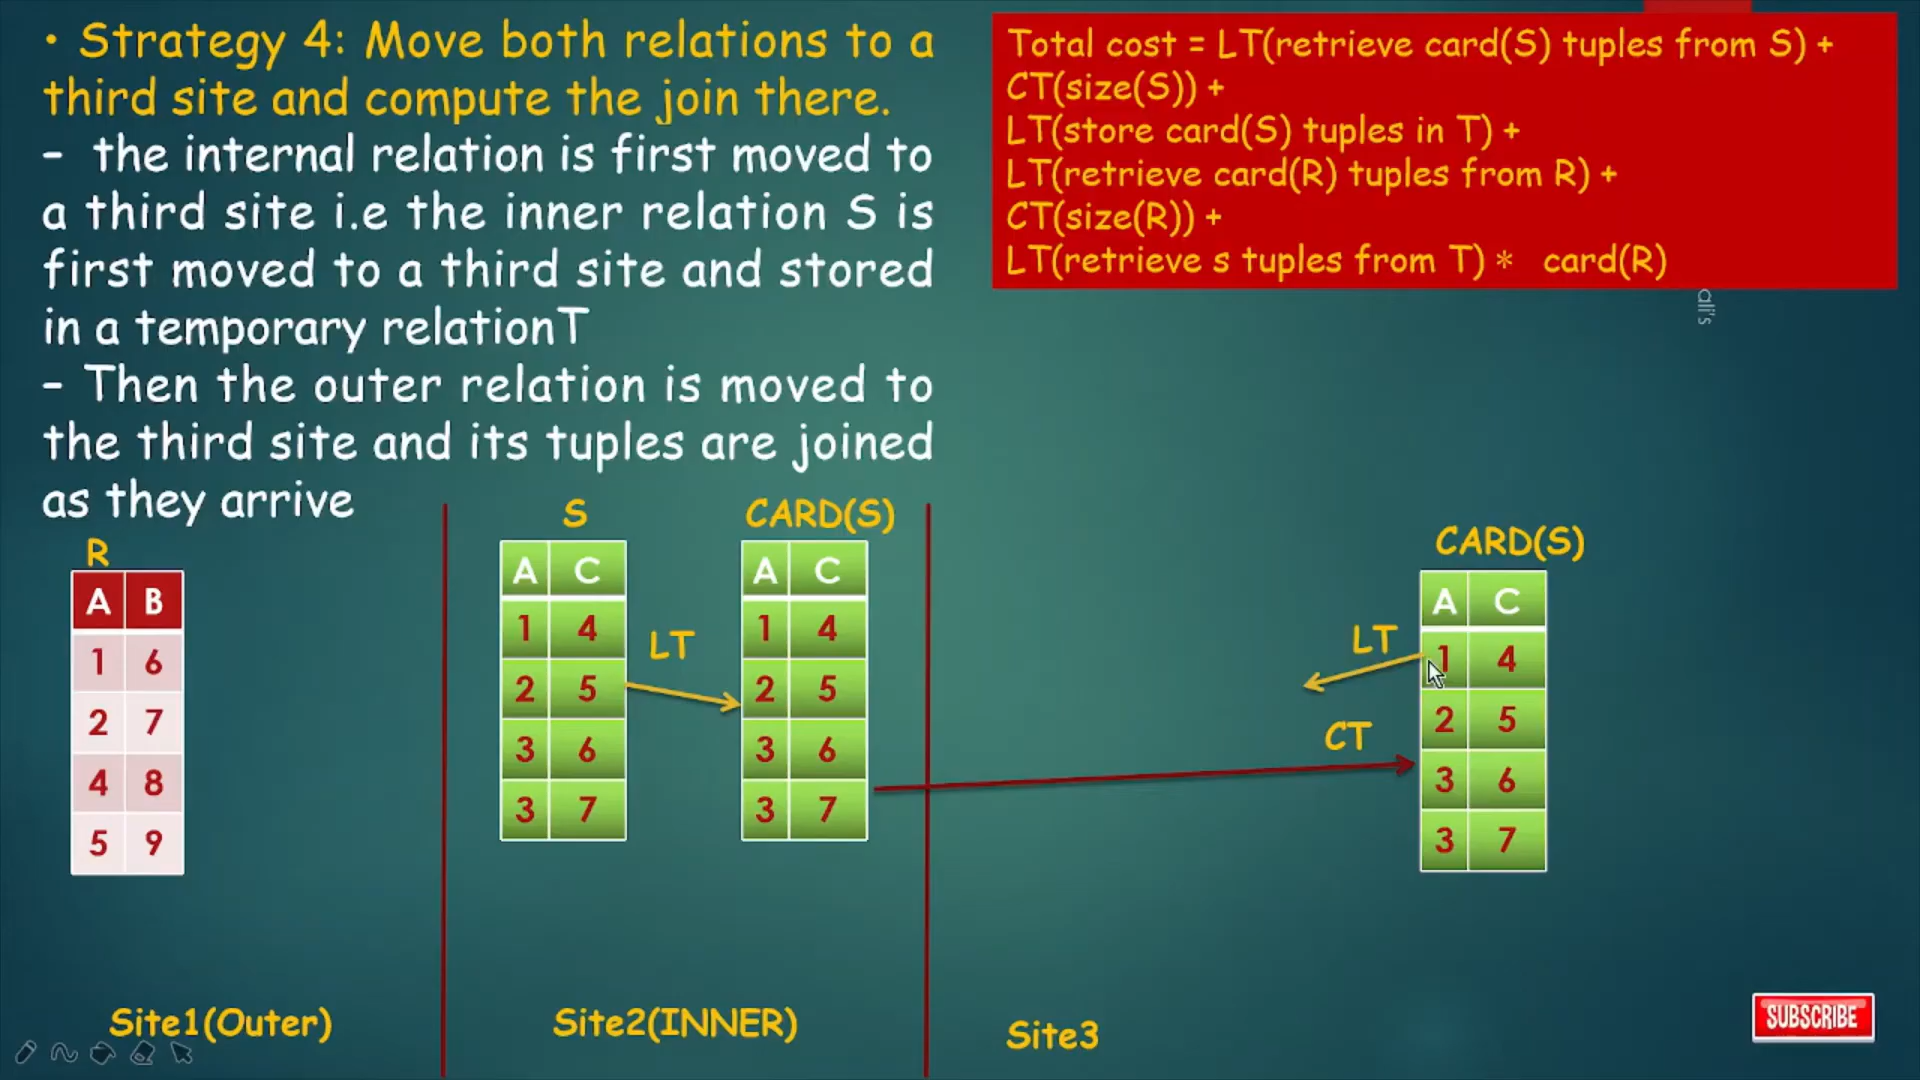 • Strategy 4: Move both relations to a
third site and compute the join there.
– the internal relation is first moved to
a third site i.e the inner relation S is
first moved to a third site and stored
in a temporary relationT
– Then the outer relation is moved to
the third site and its tuples are joined
as they arrive
Total cost = LT(retrieve card(S) tuples from S) +
CT(size(S)) +
LT(store card(S) tuples in T) +
LT(retrieve card(R) tuples from R) +
CT(size(R)) +
LT(retrieve s tuples from T) * card(R)
ali's
R
A B
1 6
2 7
4 8
5 9
S
A C
1 4
2 5
3 6
3 7
LT
CARD(S)
A C
1 4
2 5
3 6
3 7
CARD(S)
LT
CT
A C
1 4
2 5
3 6
3 7
Site1(Outer)
Site2(INNER)
Site3
SUBSCRIBE